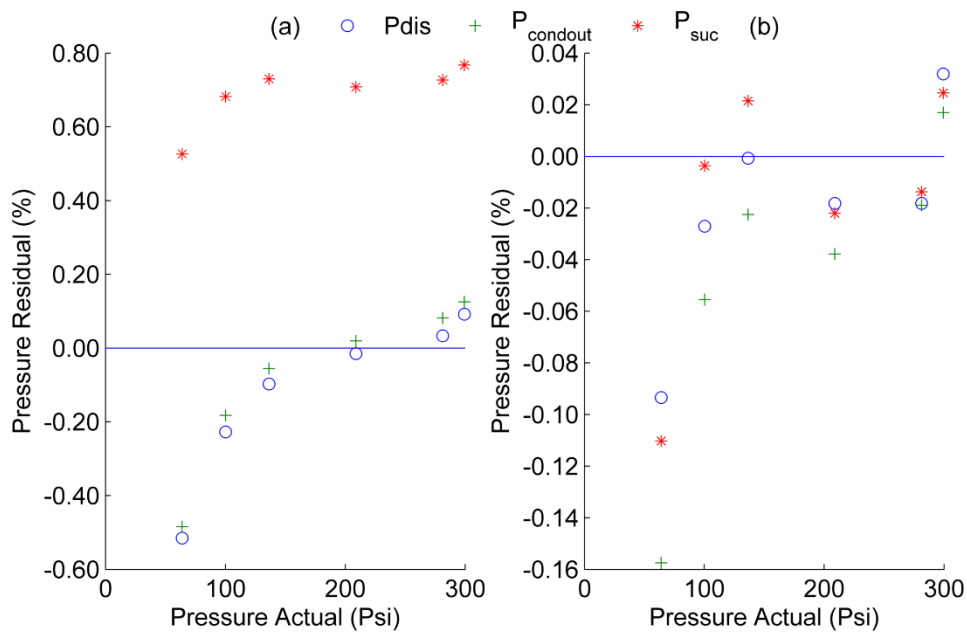 (a) Pdis P_condout P_suc (b)
0.80
0.60
0.40
0.20
0.00
-0.20
-0.40
-0.60
0 100 200 300
Pressure Residual (%)
Pressure Actual (Psi)
0.04
0.02
0.00
-0.02
-0.04
-0.06
-0.08
-0.10
-0.12
-0.14
-0.16
0 100 200 300
Pressure Residual (%)
Pressure Actual (Psi)